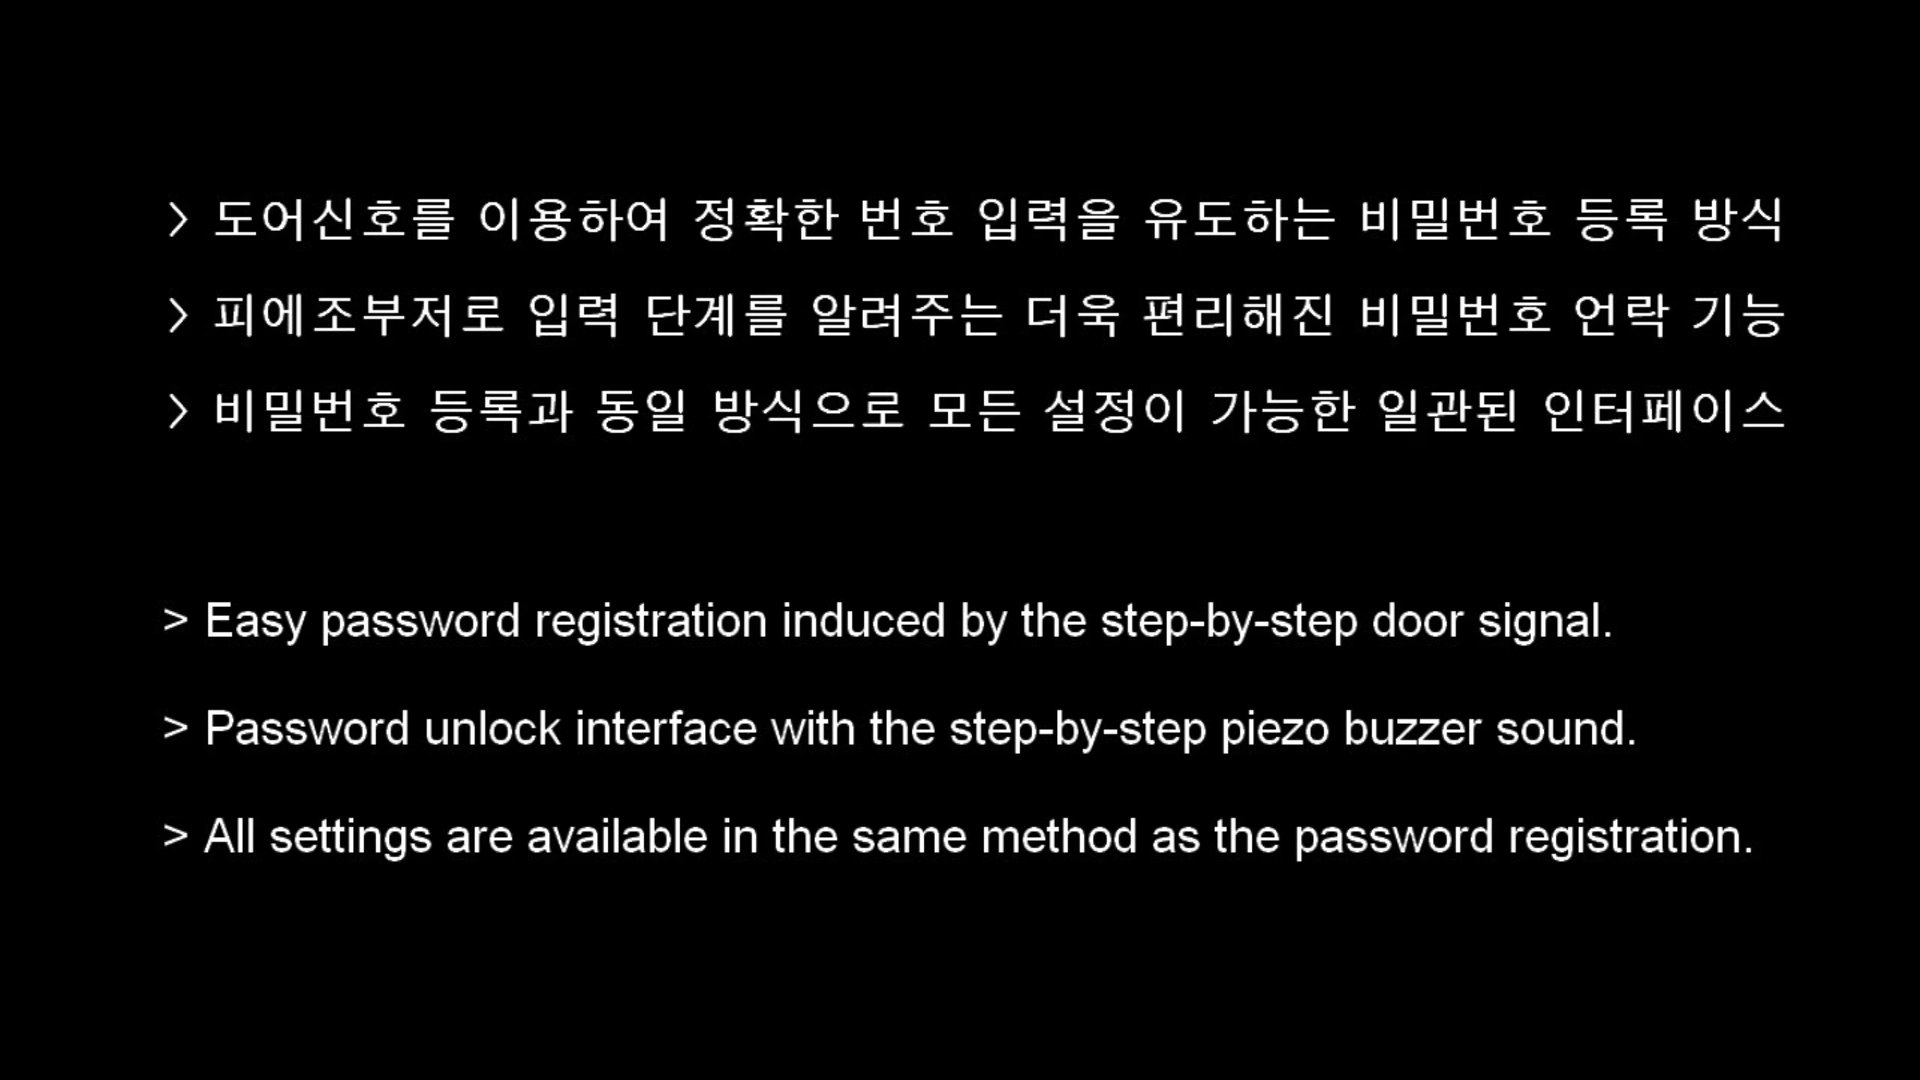 > 도어신호를 이용하여 정확한 번호 입력을 유도하는 비밀번호 등록 방식
> 피에조부저로 입력 단계를 알려주는 더욱 편리해진 비밀번호 언락 기능
> 비밀번호 등록과 동일 방식으로 모든 설정이 가능한 일관된 인터페이스
> Easy password registration induced by the step-by-step door signal.
> Password unlock interface with the step-by-step piezo buzzer sound.
> All settings are available in the same method as the password registration.